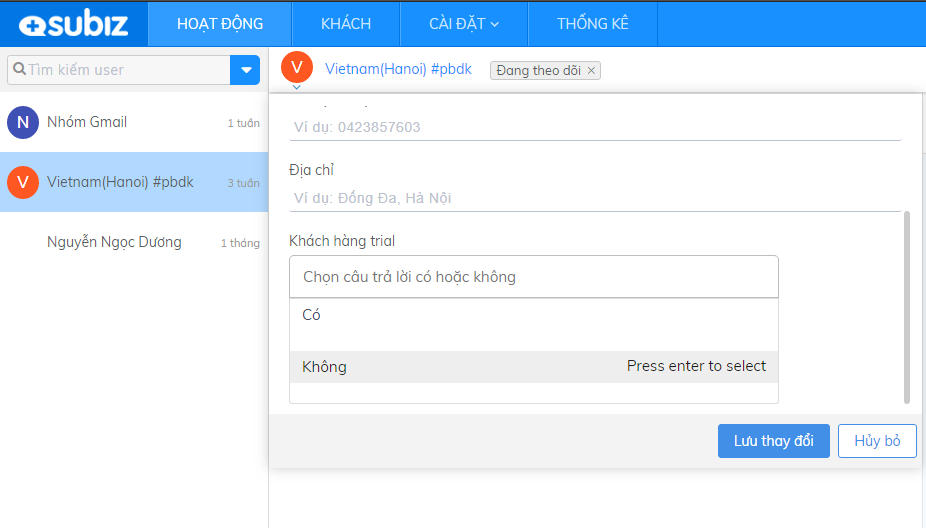 subiz
HOẠT ĐỘNG
KHÁCH
CÀI ĐẶT
THỐNG KÊ
Tìm kiếm user
N
Nhóm Gmail
1 tuần
V
Vietnam(Hanoi) #pbdk
3 tuần
Nguyễn Ngọc Dương
1 tháng
V
Vietnam(Hanoi) #pbdk
Đang theo dõi ×
Ví dụ: 0423857603
Địa chỉ
Ví dụ: Đống Đa, Hà Nội
Khách hàng trial
Chọn câu trả lời có hoặc không
Có
Không Press enter to select
Lưu thay đổi
Hủy bỏ